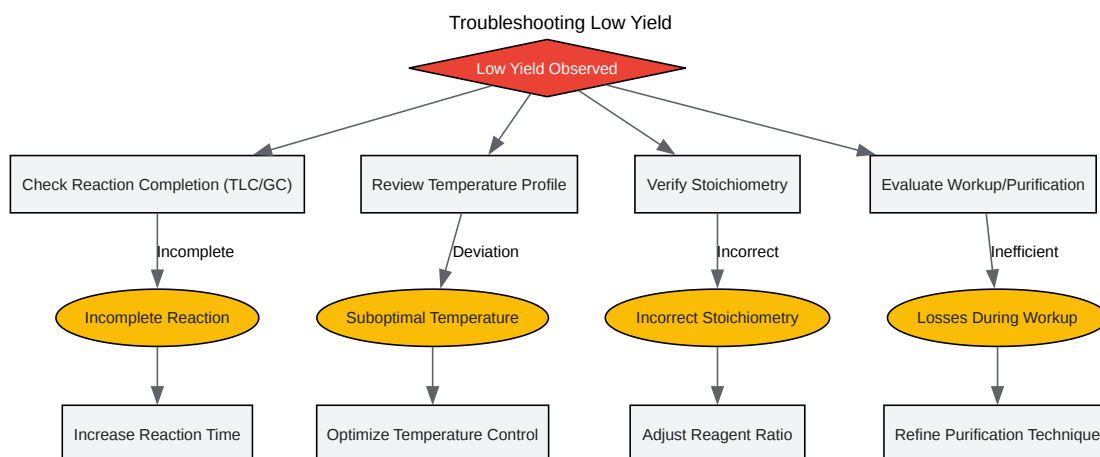 Troubleshooting Low Yield
Low Yield Observed
Check Reaction Completion (TLC/GC)
Review Temperature Profile
Verify Stoichiometry
Evaluate Workup/Purification
Incomplete
Deviation
Incorrect
Inefficient
Incomplete Reaction
Suboptimal Temperature
Incorrect Stoichiometry
Losses During Workup
Increase Reaction Time
Optimize Temperature Control
Adjust Reagent Ratio
Refine Purification Technique